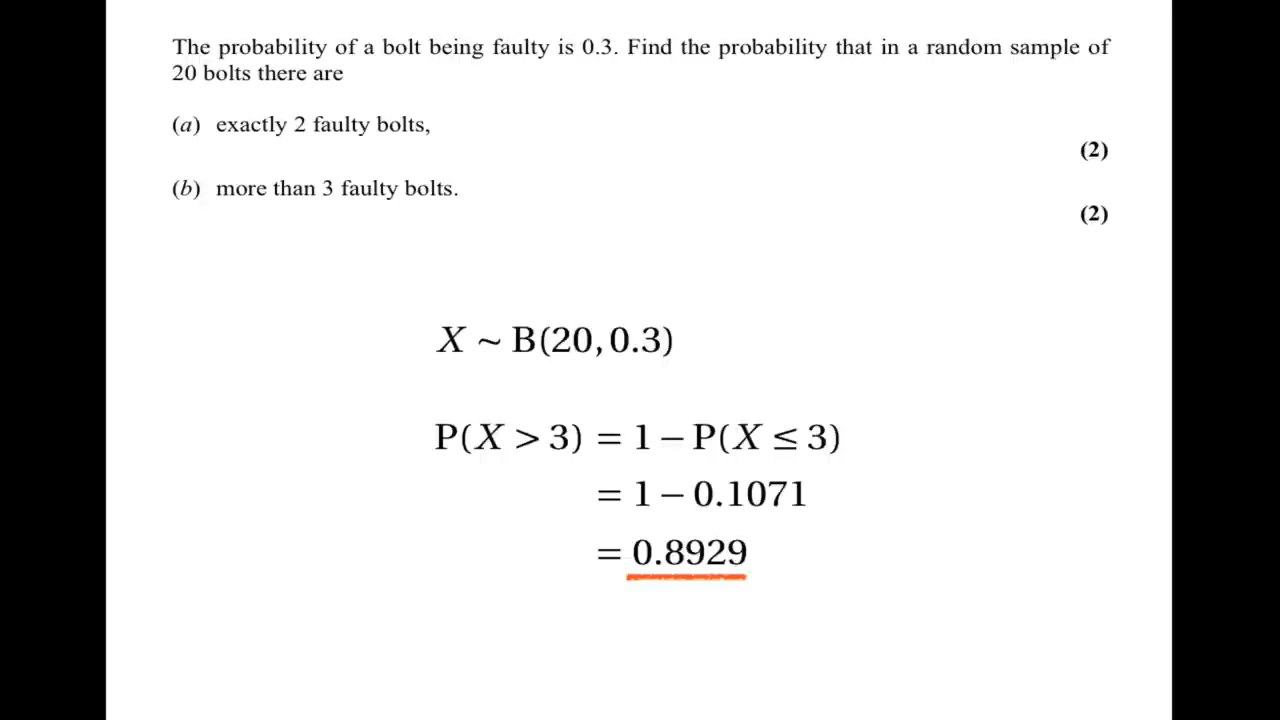 The probability of a bolt being faulty is 0.3. Find the probability that in a random sample of
20 bolts there are
(a) exactly 2 faulty bolts,
(2)
(b) more than 3 faulty bolts.
(2)
X ~ B(20, 0.3)
P(X > 3) = 1 − P(X ≤ 3)
= 1 − 0.1071
= 0.8929